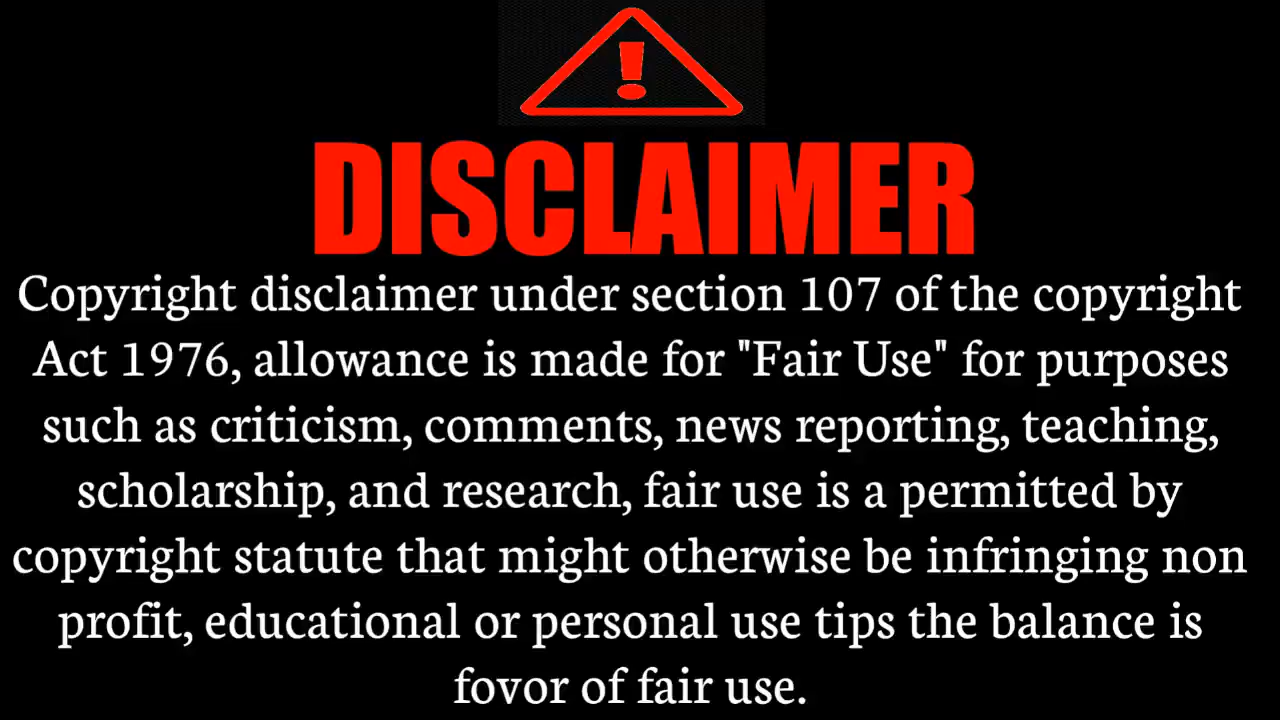 DISCLAIMER
Copyright disclaimer under section 107 of the copyright
Act 1976, allowance is made for "Fair Use" for purposes
such as criticism, comments, news reporting, teaching,
scholarship, and research, fair use is a permitted by
copyright statute that might otherwise be infringing non
profit, educational or personal use tips the balance is
fovor of fair use.